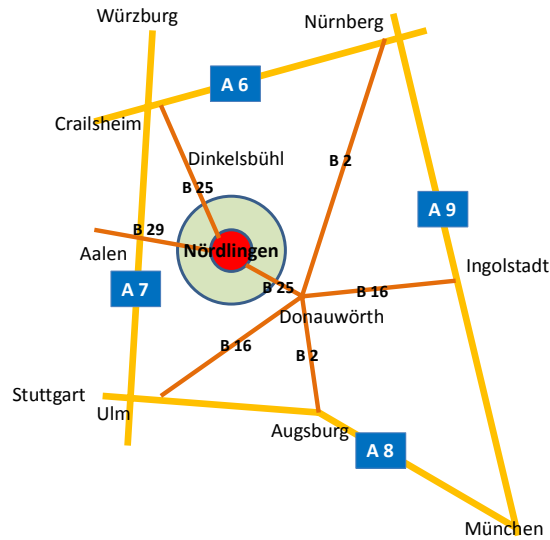 Würzburg
Nürnberg
A 6
Crailsheim
Dinkelsbühl
B 2
B 25
A 9
B 29
Aalen
Nördlingen
Ingolstadt
A 7
B 25
B 16
Donauwörth
B 16
B 2
Stuttgart
Ulm
Augsburg
A 8
München